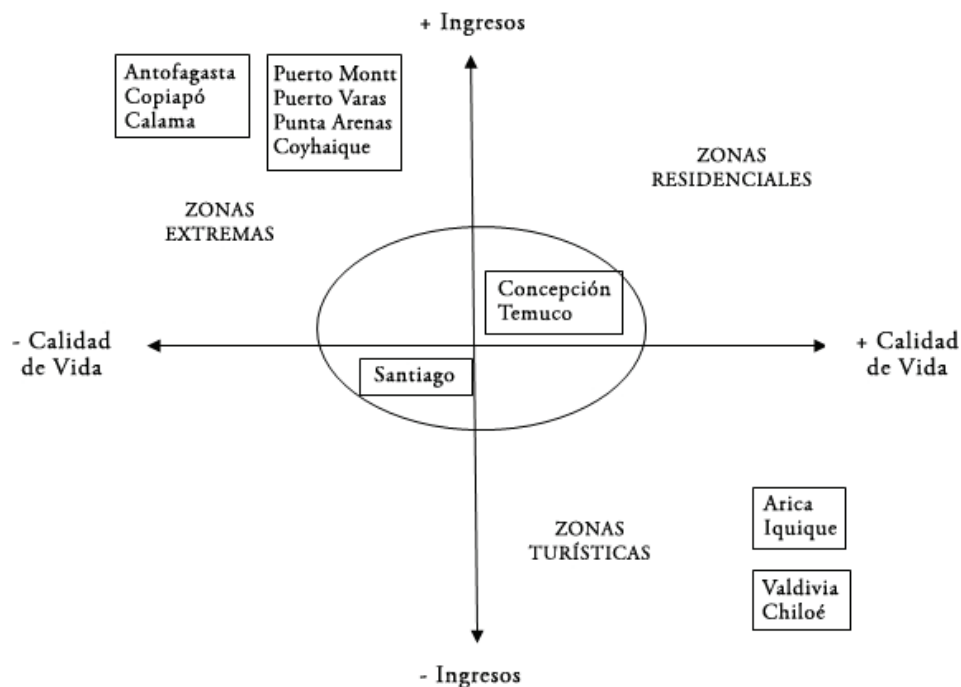 + Ingresos
Antofagasta
Copiapó
Calama
Puerto Montt
Puerto Varas
Punta Arenas
Coyhaique
ZONAS
RESIDENCIALES
ZONAS
EXTREMAS
Concepción
Temuco
- Calidad
de Vida
+ Calidad
de Vida
Santiago
Arica
Iquique
ZONAS
TURÍSTICAS
Valdivia
Chiloé
- Ingresos